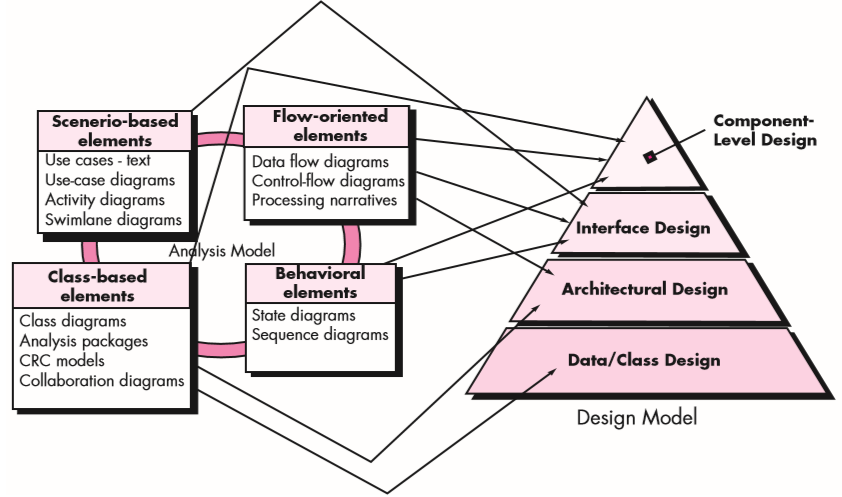 Scenerio-based
elements
Use cases - text
Use-case diagrams
Activity diagrams
Swimlane diagrams
Flow-oriented
elements
Data flow diagrams
Control-flow diagrams
Processing narratives
Analysis Model
Class-based
elements
Class diagrams
Analysis packages
CRC models
Collaboration diagrams
Behavioral
elements
State diagrams
Sequence diagrams
Component-
Level Design
Interface Design
Architectural Design
Data/Class Design
Design Model